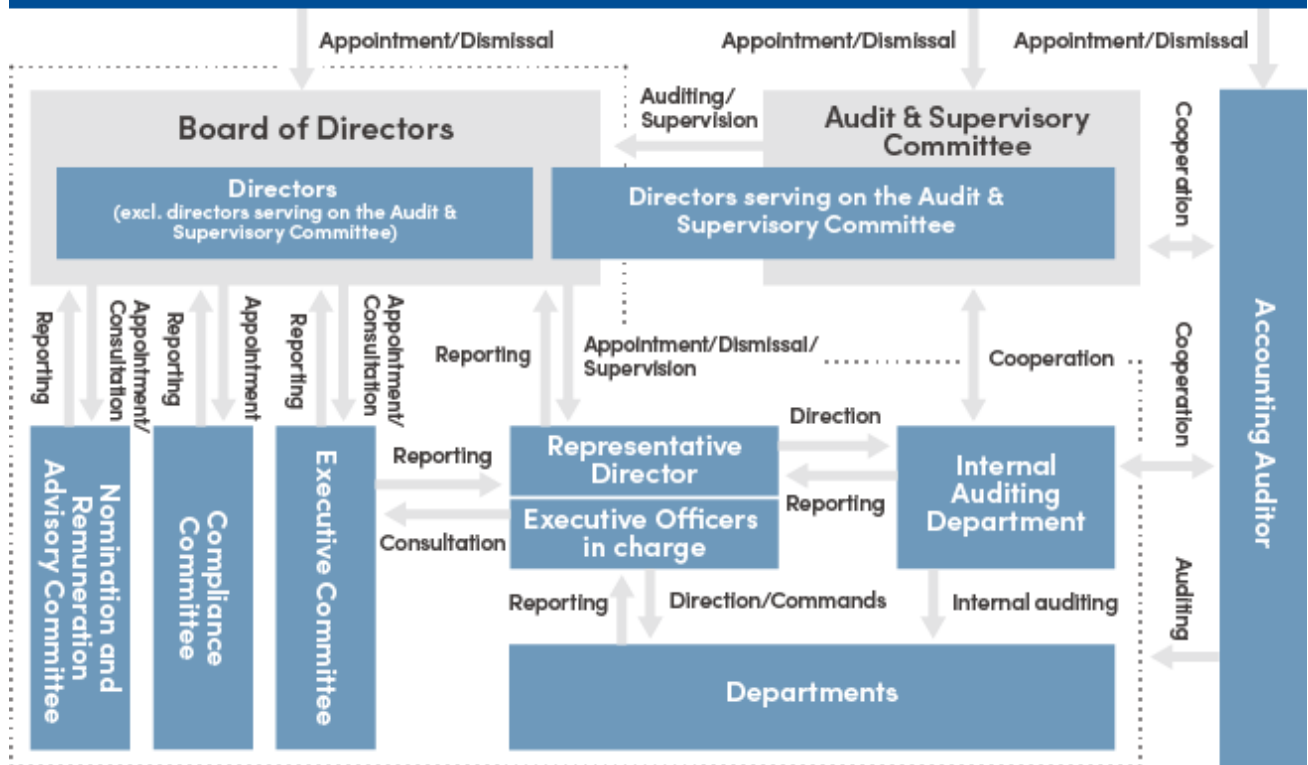 Appointment/Dismissal
Appointment/Dismissal
Appointment/Dismissal
Board of Directors
Auditing/
Supervision
Audit & Supervisory
Committee
Cooperation
Directors
(excl. directors serving on the Audit &
Supervisory Committee)
Directors serving on the Audit &
Supervisory Committee
Accounting Auditor
Reporting
Appointment/
Consultation
Reporting
Appointment
Reporting
Appointment/
Consultation
Reporting
Appointment/Dismissal/
Supervision
Cooperation
Cooperation
Nomination and
Remuneration
Advisory Committee
Compliance
Committee
Executive Committee
Reporting
Consultation
Representative
Director
Executive Officers
in charge
Direction
Reporting
Internal
Auditing
Department
Reporting
Direction/Commands
Internal auditing
Auditing
Departments